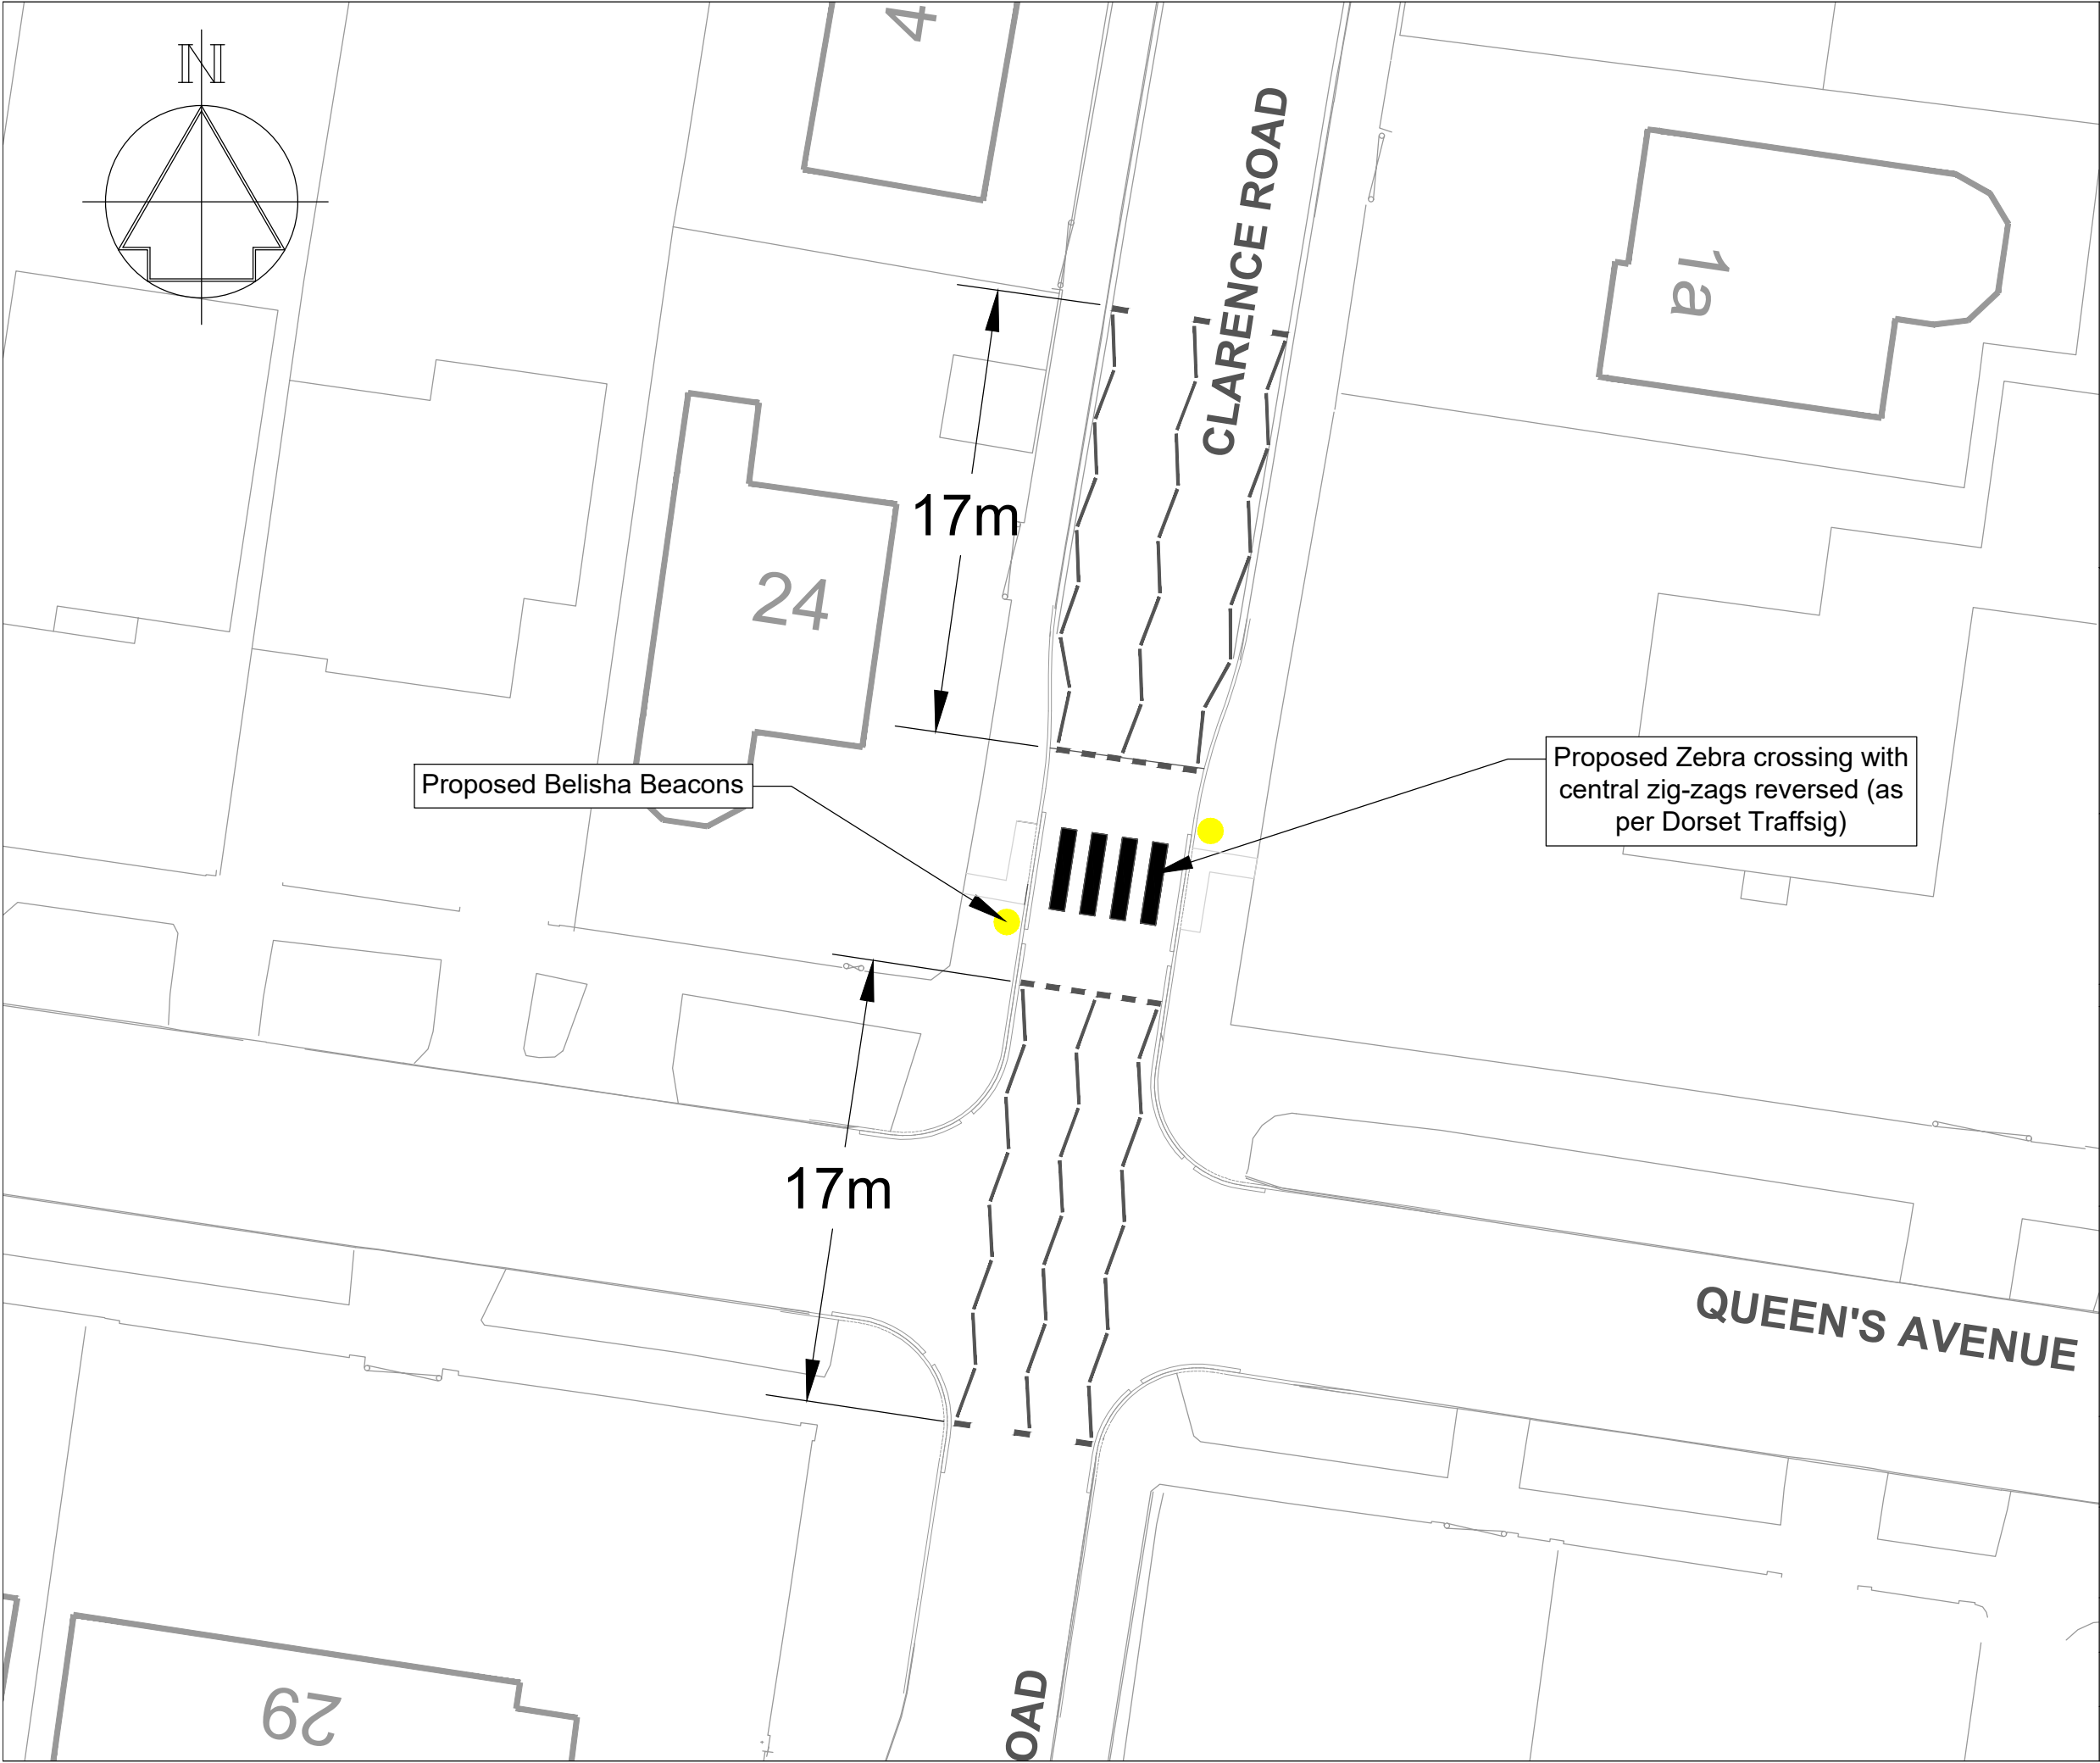 4
N
CLARENCE ROAD
1a
17m
24
Proposed Zebra crossing with
central zig-zags reversed (as
per Dorset Traffsig)
Proposed Belisha Beacons
17m
QUEEN'S AVENUE
29
OAD